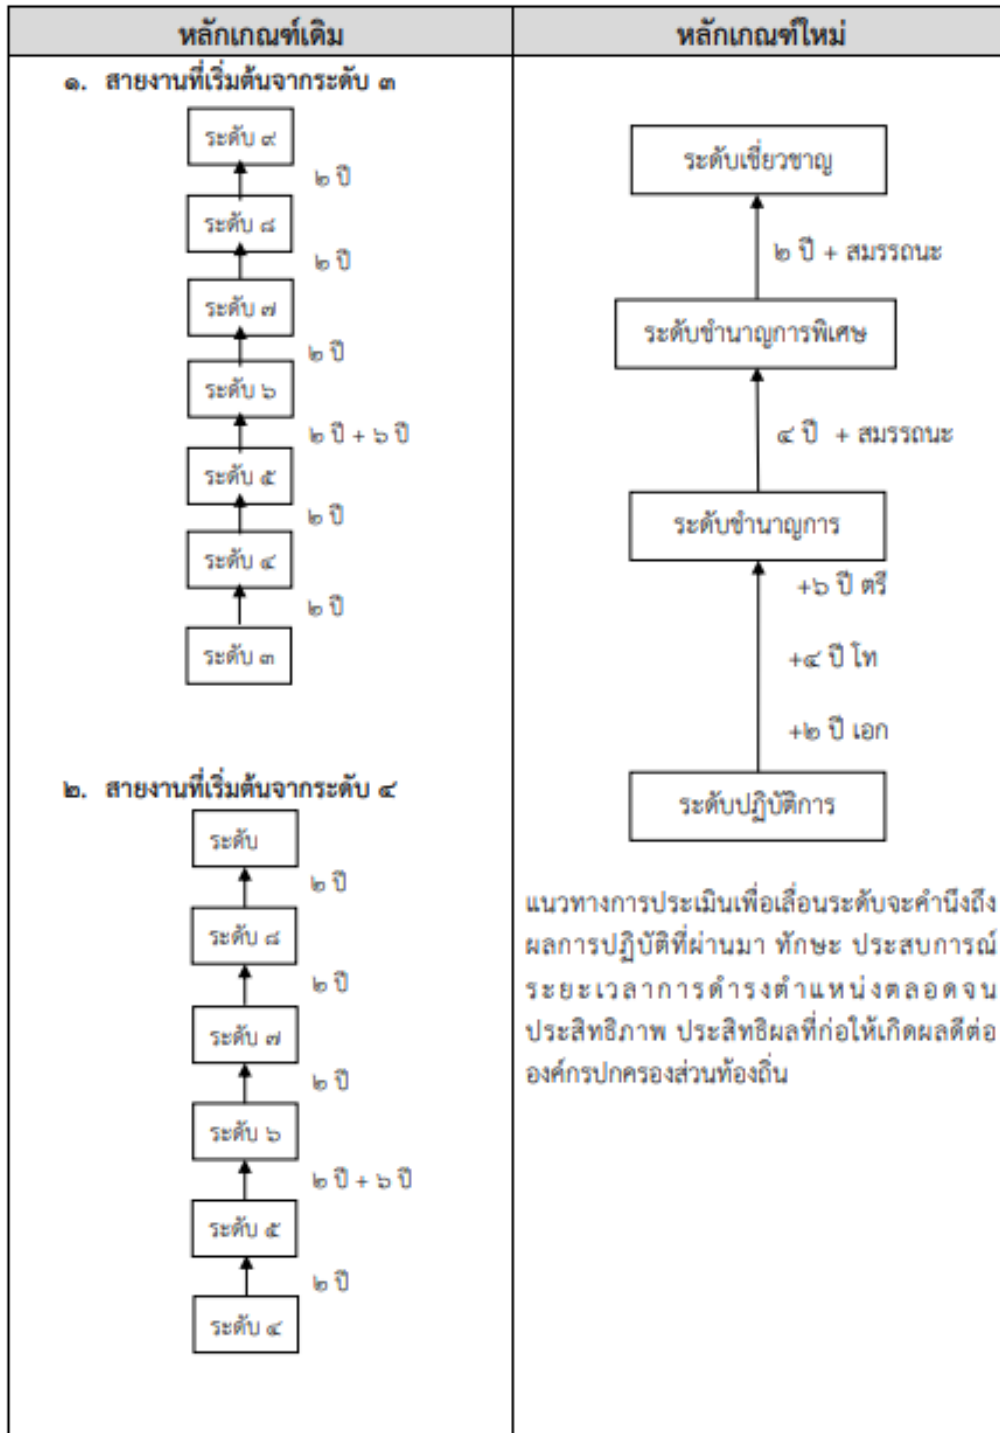 หลักเกณฑ์เดิม
๑. สายงานที่เริ่มต้นจากระดับ ๓
ระดับ ๙
๒ ปี
ระดับ ๘
๒ ปี
ระดับ ๗
๒ ปี
ระดับ ๖
๒ ปี + ๖ ปี
ระดับ ๕
๒ ปี
ระดับ ๔
๒ ปี
ระดับ ๓
๒. สายงานที่เริ่มต้นจากระดับ ๔
ระดับ
๒ ปี
ระดับ ๘
๒ ปี
ระดับ ๗
๒ ปี
ระดับ ๖
๒ ปี + ๖ ปี
ระดับ ๕
๒ ปี
ระดับ ๔
หลักเกณฑ์ใหม่
ระดับเชี่ยวชาญ
๒ ปี + สมรรถนะ
ระดับชำนาญการพิเศษ
๔ ปี + สมรรถนะ
ระดับชำนาญการ
+๖ ปี ตรี
+๔ ปี โท
+๒ ปี เอก
ระดับปฏิบัติการ
แนวทางการประเมินเพื่อเลื่อนระดับจะคำนึงถึง
ผลการปฏิบัติที่ผ่านมา ทักษะ ประสบการณ์
ระยะเวลาการดำรงตำแหน่งตลอดจน
ประสิทธิภาพ ประสิทธิผลที่ก่อให้เกิดผลดีต่อ
องค์กรปกครองส่วนท้องถิ่น